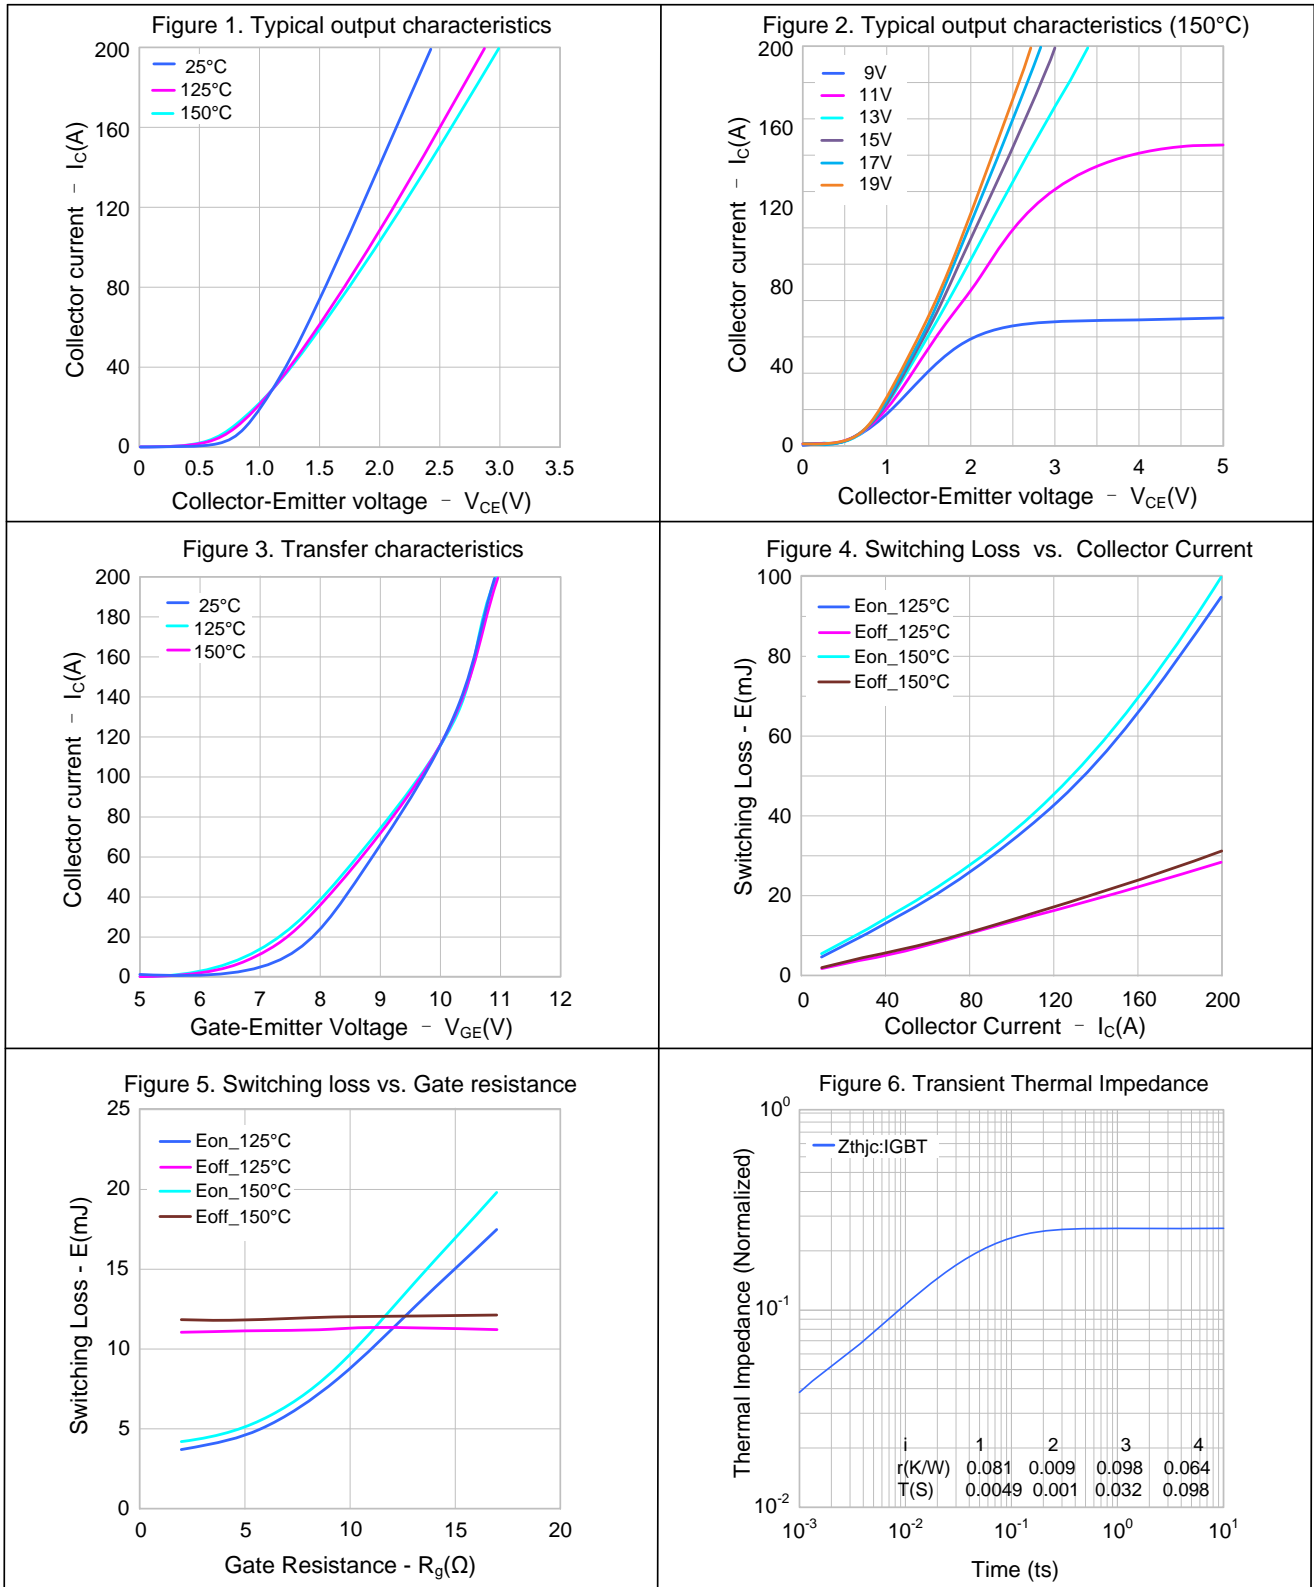 Figure 1. Typical output characteristics
200
160
120
80
40
0
Collector current － I_C(A)
25°C
125°C
150°C
0 0.5 1.0 1.5 2.0 2.5 3.0 3.5
Collector-Emitter voltage － V_CE(V)
Figure 2. Typical output characteristics (150°C)
200
160
120
80
40
0
Collector current － I_C(A)
9V
11V
13V
15V
17V
19V
0 1 2 3 4 5
Collector-Emitter voltage － V_CE(V)
Figure 3. Transfer characteristics
200
180
160
140
120
100
80
60
40
20
0
Collector current － I_C(A)
25°C
125°C
150°C
5 6 7 8 9 10 11 12
Gate-Emitter Voltage － V_GE(V)
Figure 4. Switching Loss vs. Collector Current
100
80
60
40
20
0
Switching Loss - E(mJ)
Eon_125°C
Eoff_125°C
Eon_150°C
Eoff_150°C
0 40 80 120 160 200
Collector Current － I_C(A)
Figure 5. Switching loss vs. Gate resistance
25
20
15
10
5
0
Switching Loss - E(mJ)
Eon_125°C
Eoff_125°C
Eon_150°C
Eoff_150°C
0 5 10 15 20
Gate Resistance - R_g(Ω)
Figure 6. Transient Thermal Impedance
10^0
10^-1
10^-2
Thermal Impedance (Normalized)
Zthjc:IGBT
i 1 2 3 4
r(K/W) 0.081 0.009 0.098 0.064
T(S) 0.0049 0.001 0.032 0.098
10^-3 10^-2 10^-1 10^0 10^1
Time (ts)